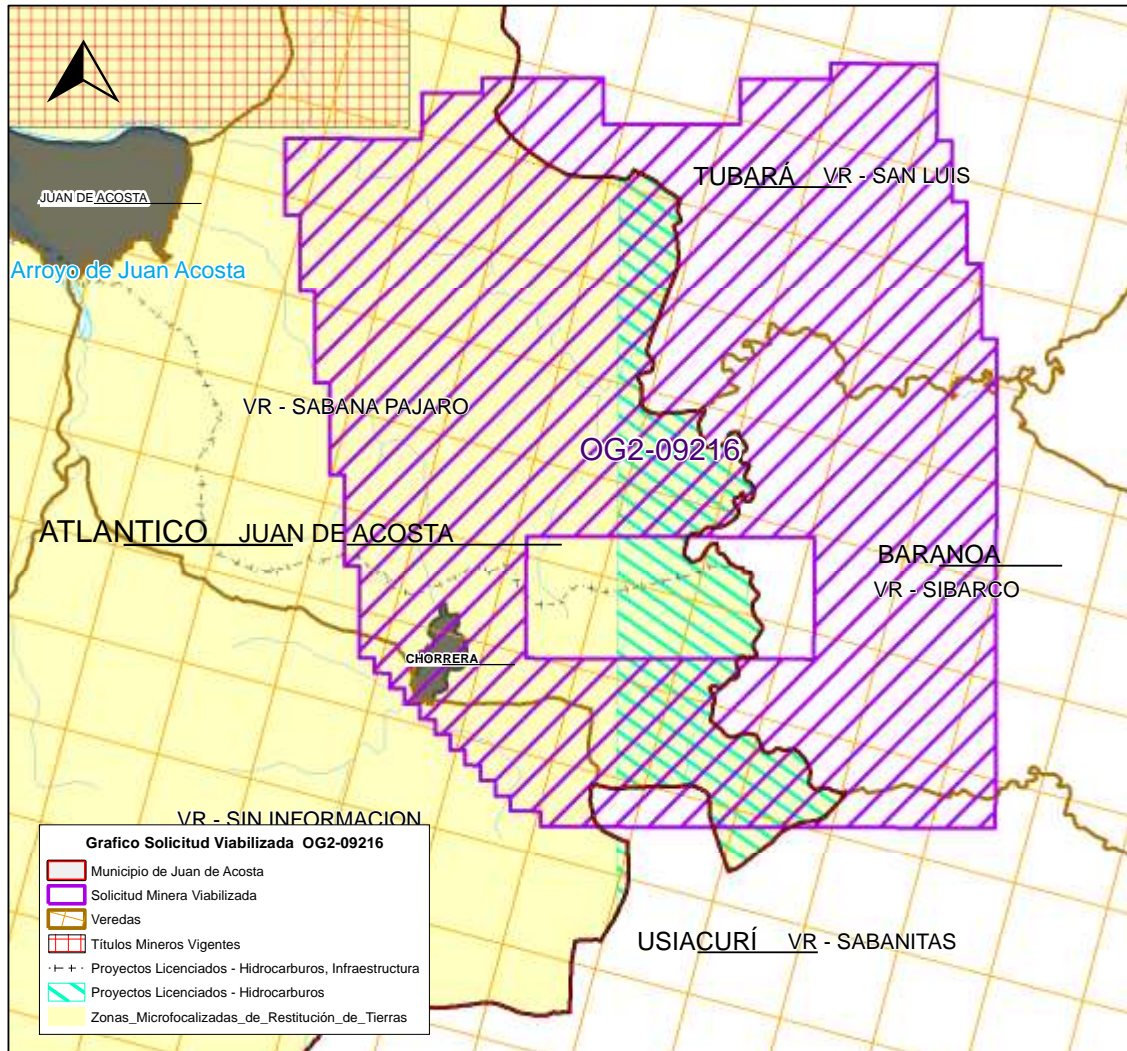 TUBARÁ VR - SAN LUIS
JUAN DE ACOSTA
Arroyo de Juan Acosta
VR - SABANA PAJARO
OG2-09216
ATLANTICO JUAN DE ACOSTA
BARANOA
VR - SIBARCO
CHORRERA
VR - SIN INFORMACION
Grafico Solicitud Viabilizada OG2-09216
Municipio de Juan de Acosta
Solicitud Minera Viabilizada
Veredas
Títulos Mineros Vigentes
Proyectos Licenciados - Hidrocarburos, Infraestructura
Proyectos Licenciados - Hidrocarburos
Zonas_Microfocalizadas_de_Restitución_de_Tierras
USIACURÍ VR - SABANITAS